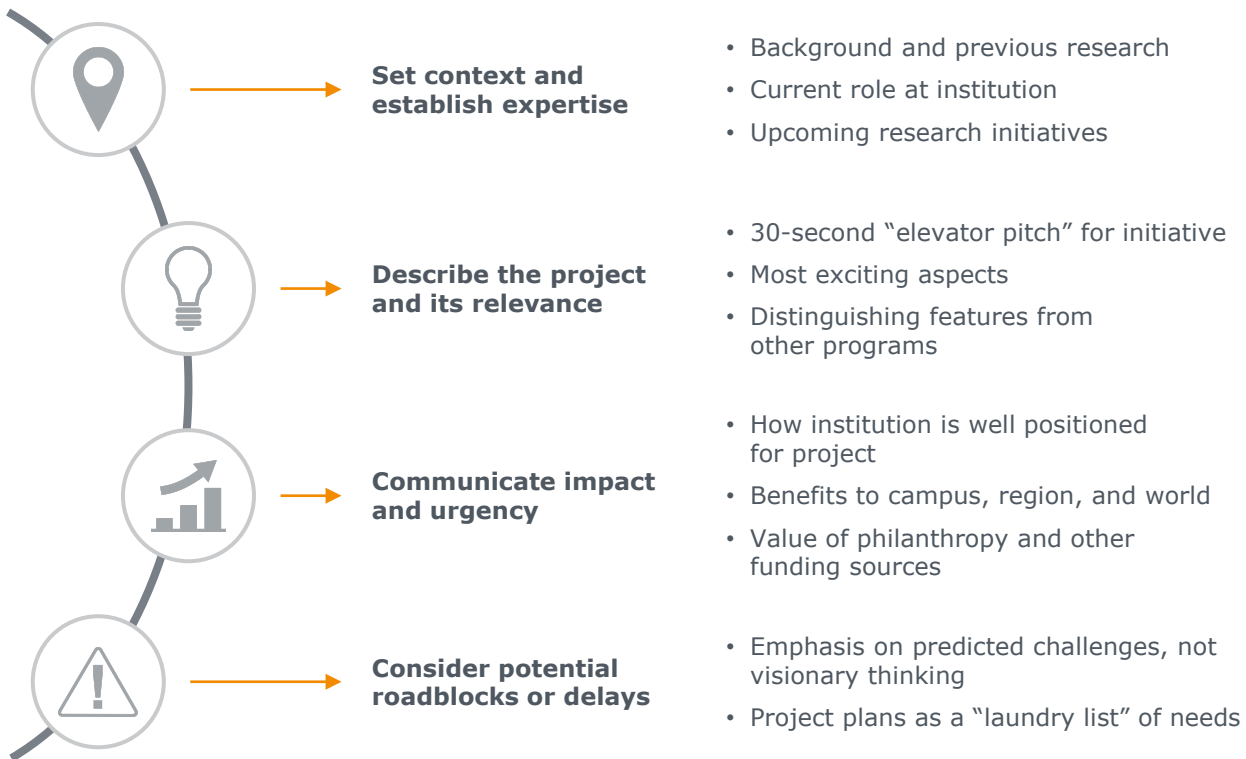 Set context and
establish expertise
• Background and previous research
• Current role at institution
• Upcoming research initiatives
Describe the project
and its relevance
• 30-second “elevator pitch” for initiative
• Most exciting aspects
• Distinguishing features from
other programs
Communicate impact
and urgency
• How institution is well positioned
for project
• Benefits to campus, region, and world
• Value of philanthropy and other
funding sources
Consider potential
roadblocks or delays
• Emphasis on predicted challenges, not
visionary thinking
• Project plans as a “laundry list” of needs